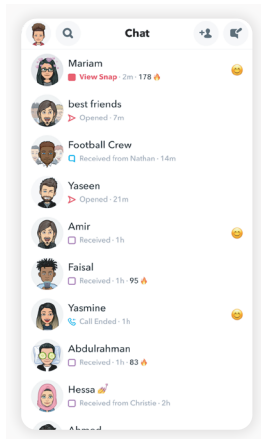 Chat
Mariam
View Snap · 2m · 178 🔥
best friends
Opened · 7m
Football Crew
Received from Nathan · 14m
Yaseen
Opened · 21m
Amir
Received · 1h
Faisal
Received · 1h · 95 🔥
Yasmine
Call Ended · 1h
Abdulrahman
Received · 1h · 83 🔥
Hessa 💅
Received from Christie · 2h
Ahmed